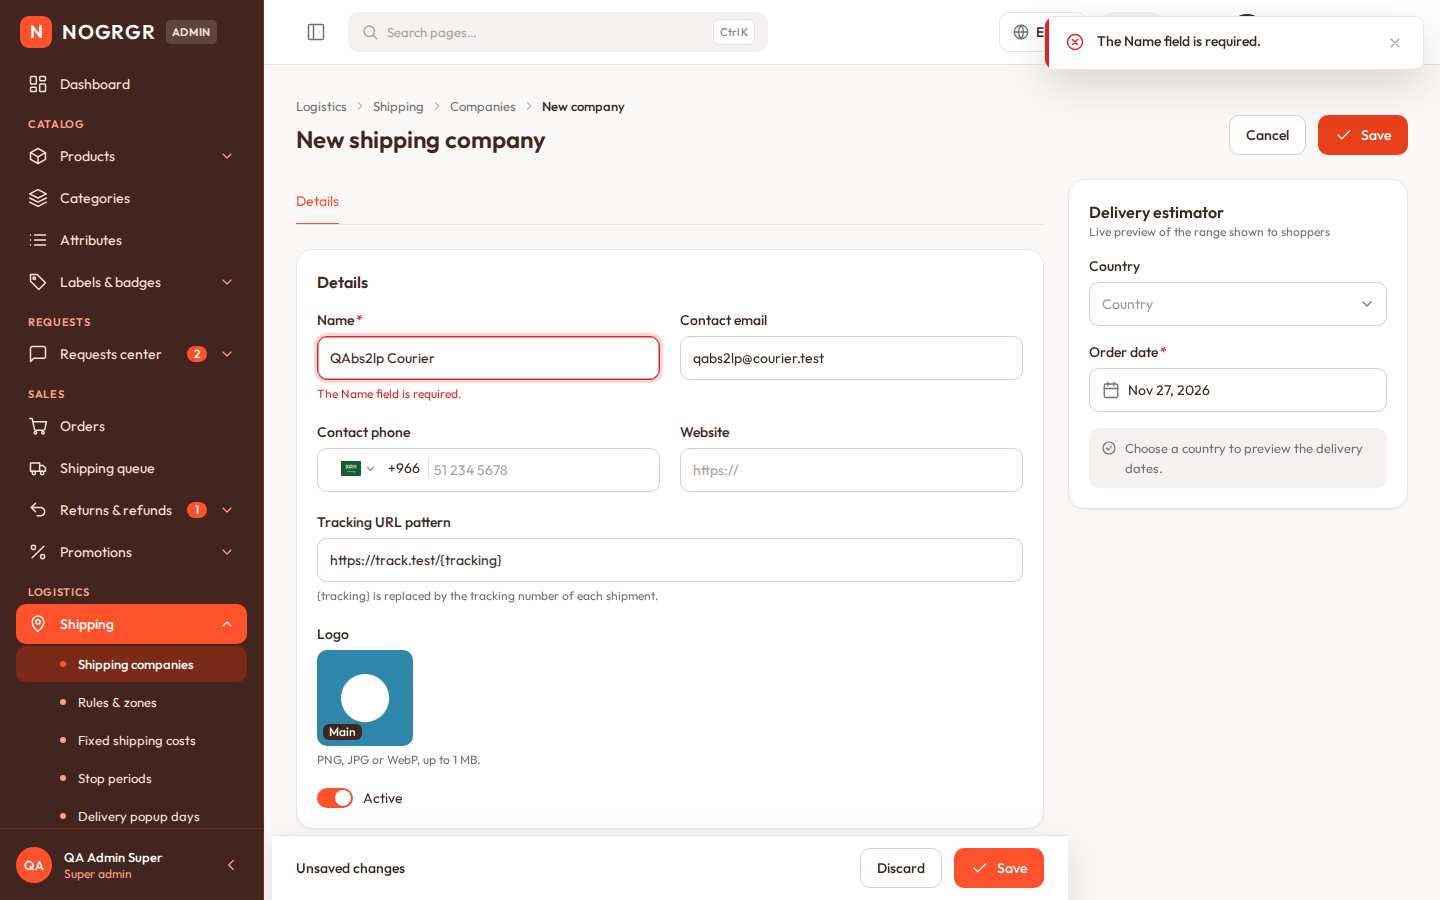 N NOGRGR ADMIN
Search pages...
Ctrl K
The Name field is required.
Dashboard
CATALOG
Products
Categories
Attributes
Labels & badges
REQUESTS
Requests center 2
SALES
Orders
Shipping queue
Returns & refunds 1
Promotions
LOGISTICS
Shipping
Shipping companies
Rules & zones
Fixed shipping costs
Stop periods
Delivery popup days
QA
QA Admin Super
Super admin
Logistics > Shipping > Companies > New company
New shipping company
Cancel
Save
Details
Details
Name*
QAbs2lp Courier
The Name field is required.
Contact email
qabs2lp@courier.test
Contact phone
+966 51 234 5678
Website
https://
Tracking URL pattern
https://track.test/{tracking}
{tracking} is replaced by the tracking number of each shipment.
Logo
Main
PNG, JPG or WebP, up to 1 MB.
Active
Delivery estimator
Live preview of the range shown to shoppers
Country
Country
Order date*
Nov 27, 2026
Choose a country to preview the delivery
dates.
Unsaved changes
Discard
Save